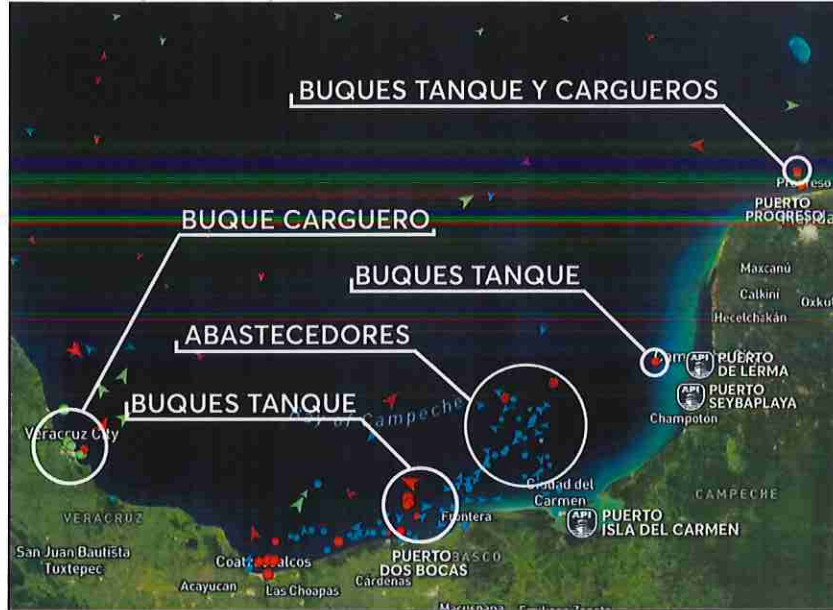 BUQUES TANQUE Y CARGUEROS
Progreso
PUERTO
PROGRESO
BUQUE CARGUERO
Maxcanú
BUQUES TANQUE
Calkiní
Hecelchakán
ABASTECEDORES
API
PUERTO
DE LERMA
API
PUERTO
SEYBAPLAYA
BUQUES TANQUE
Bay of Campeche
Champotón
Veracruz City
Ciudad del
Carmen
CAMPECHE
VERACRUZ
Frontera
API
PUERTO
ISLA DEL CARMEN
San Juan Bautista
Tuxtepec
Coatzacoalcos
PUERTO
DOS BOCAS
Acayucan
Las Choapas
Cárdenas